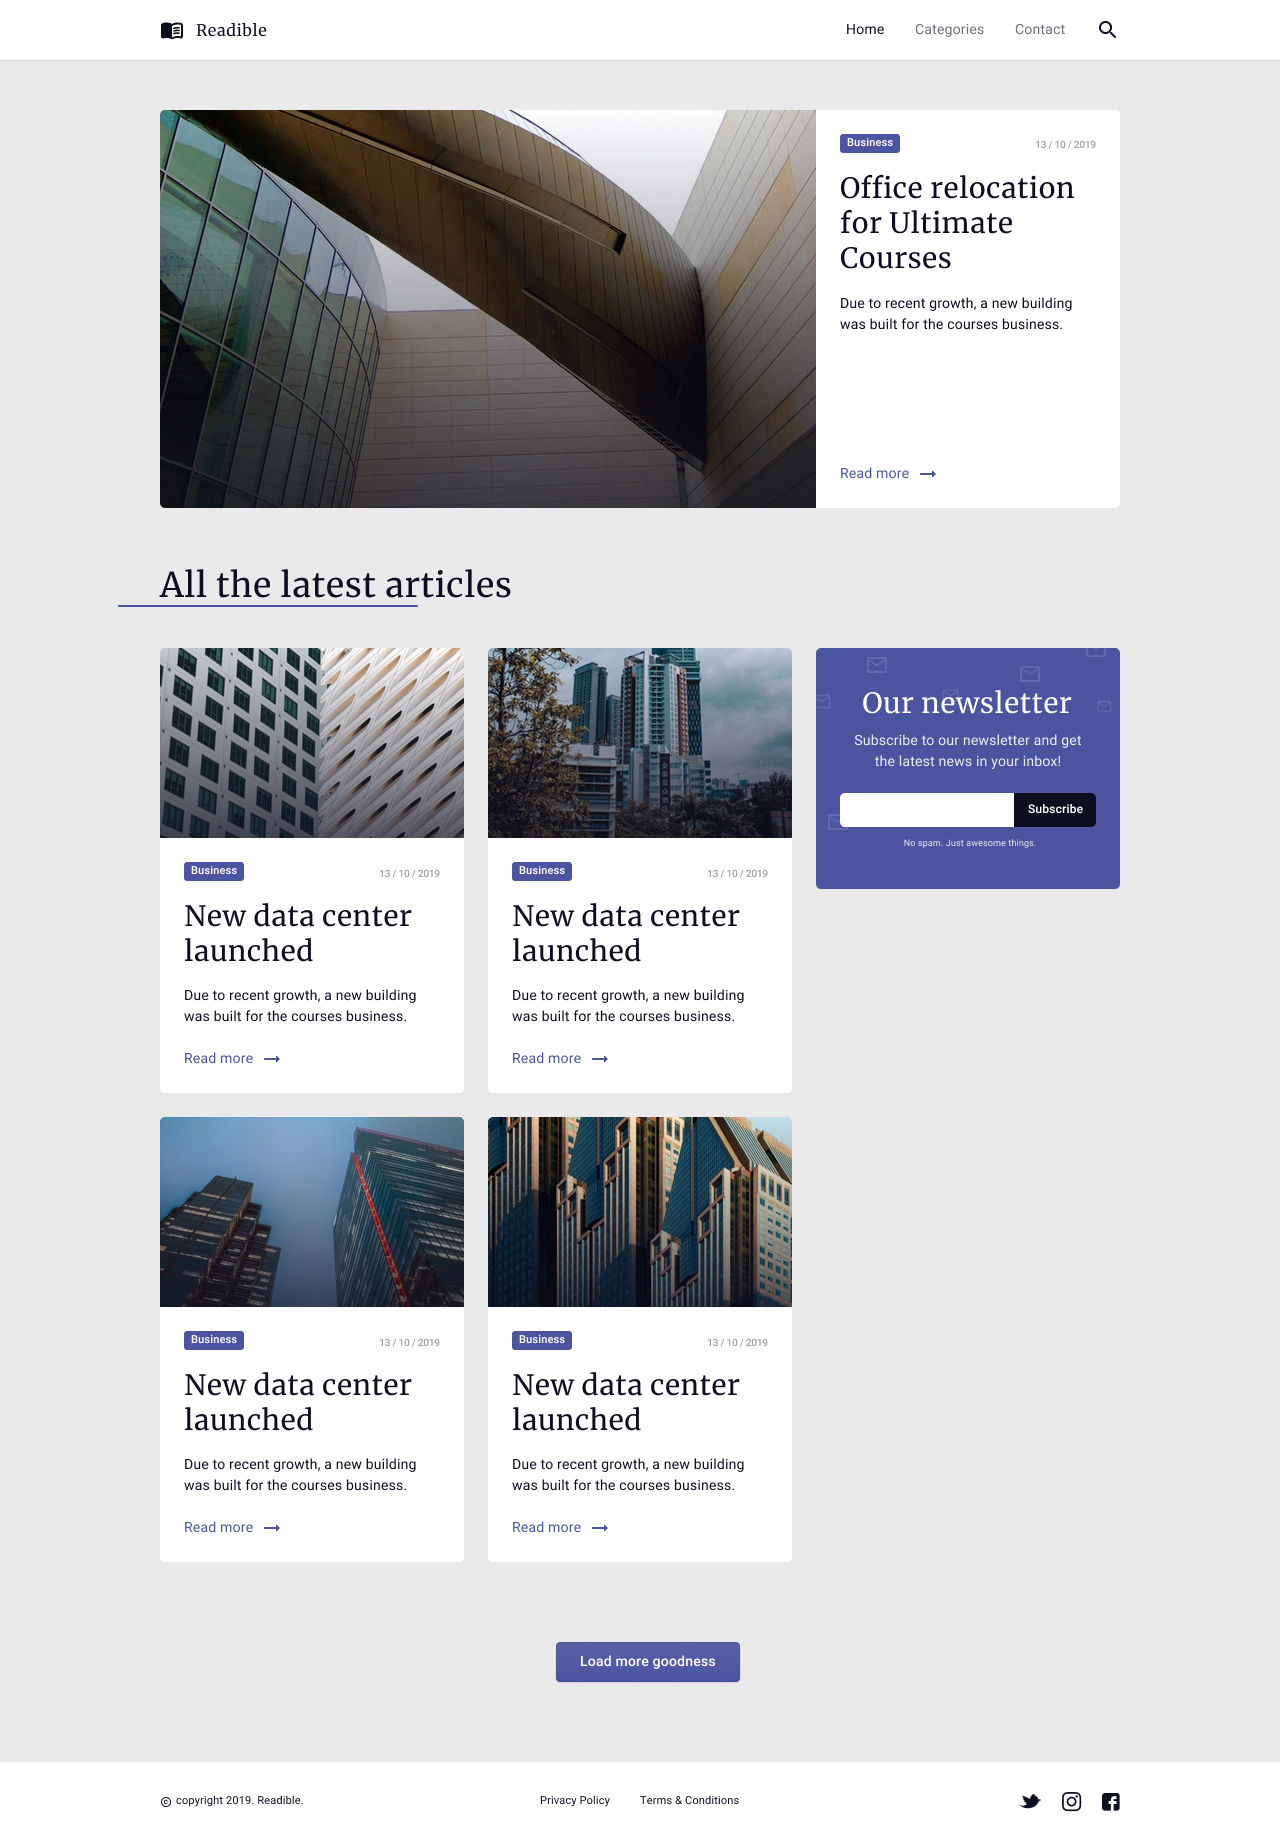 Readible
Home
Categories
Contact
Business
13 / 10 / 2019
Office relocation
for Ultimate
Courses
Due to recent growth, a new building
was built for the courses business.
Read more
All the latest articles
Business
13 / 10 / 2019
New data center
launched
Due to recent growth, a new building
was built for the courses business.
Read more
Business
13 / 10 / 2019
New data center
launched
Due to recent growth, a new building
was built for the courses business.
Read more
Our newsletter
Subscribe to our newsletter and get
the latest news in your inbox!
Subscribe
No spam. Just awesome things.
Business
13 / 10 / 2019
New data center
launched
Due to recent growth, a new building
was built for the courses business.
Read more
Business
13 / 10 / 2019
New data center
launched
Due to recent growth, a new building
was built for the courses business.
Read more
Load more goodness
© copyright 2019. Readible.
Privacy Policy
Terms & Conditions